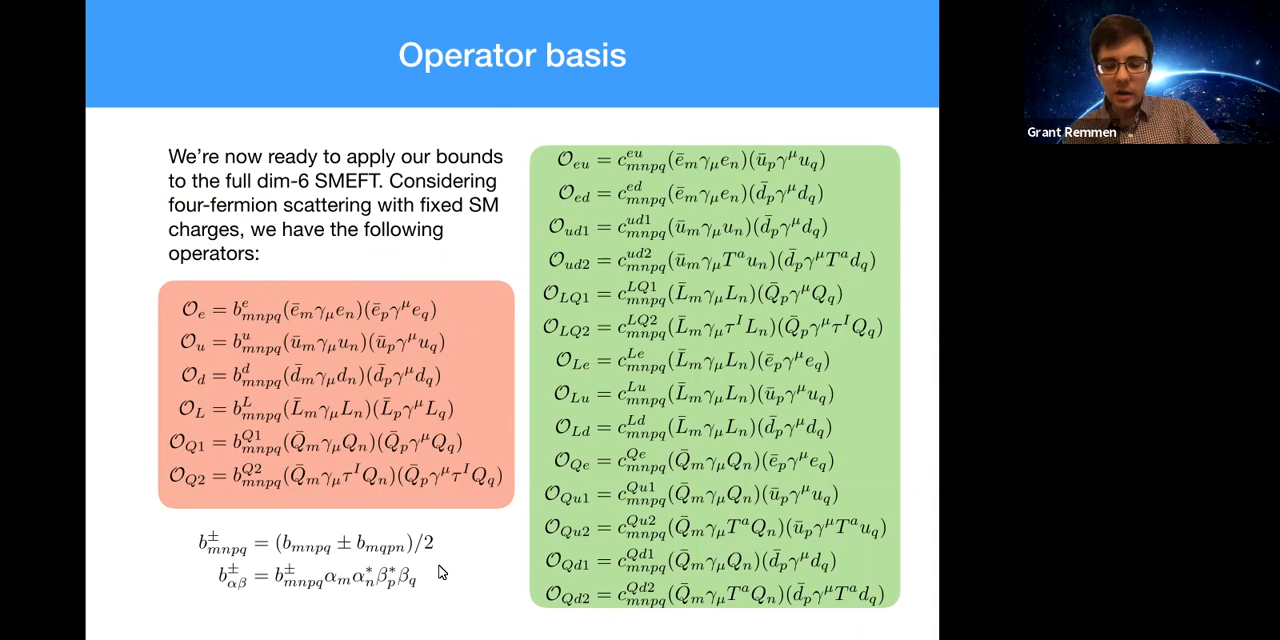 Operator basis
Grant Remmen
We're now ready to apply our bounds
to the full dim-6 SMEFT. Considering
four-fermion scattering with fixed SM
charges, we have the following
operators:
𝒪_e = b^e_{mnpq}(ē_m γ_μ e_n)(ē_p γ^μ e_q)
𝒪_u = b^u_{mnpq}(ū_m γ_μ u_n)(ū_p γ^μ u_q)
𝒪_d = b^d_{mnpq}(d̄_m γ_μ d_n)(d̄_p γ^μ d_q)
𝒪_L = b^L_{mnpq}(L̄_m γ_μ L_n)(L̄_p γ^μ L_q)
𝒪_{Q1} = b^{Q1}_{mnpq}(Q̄_m γ_μ Q_n)(Q̄_p γ^μ Q_q)
𝒪_{Q2} = b^{Q2}_{mnpq}(Q̄_m γ_μ τ^I Q_n)(Q̄_p γ^μ τ^I Q_q)
b^±_{mnpq} = (b_{mnpq} ± b_{mqpn})/2
b^±_{αβ} = b^±_{mnpq} α_m α^*_n β^*_p β_q
𝒪_{eu} = c^{eu}_{mnpq}(ē_m γ_μ e_n)(ū_p γ^μ u_q)
𝒪_{ed} = c^{ed}_{mnpq}(ē_m γ_μ e_n)(d̄_p γ^μ d_q)
𝒪_{ud1} = c^{ud1}_{mnpq}(ū_m γ_μ u_n)(d̄_p γ^μ d_q)
𝒪_{ud2} = c^{ud2}_{mnpq}(ū_m γ_μ T^a u_n)(d̄_p γ^μ T^a d_q)
𝒪_{LQ1} = c^{LQ1}_{mnpq}(L̄_m γ_μ L_n)(Q̄_p γ^μ Q_q)
𝒪_{LQ2} = c^{LQ2}_{mnpq}(L̄_m γ_μ τ^I L_n)(Q̄_p γ^μ τ^I Q_q)
𝒪_{Le} = c^{Le}_{mnpq}(L̄_m γ_μ L_n)(ē_p γ^μ e_q)
𝒪_{Lu} = c^{Lu}_{mnpq}(L̄_m γ_μ L_n)(ū_p γ^μ u_q)
𝒪_{Ld} = c^{Ld}_{mnpq}(L̄_m γ_μ L_n)(d̄_p γ^μ d_q)
𝒪_{Qe} = c^{Qe}_{mnpq}(Q̄_m γ_μ Q_n)(ē_p γ^μ e_q)
𝒪_{Qu1} = c^{Qu1}_{mnpq}(Q̄_m γ_μ Q_n)(ū_p γ^μ u_q)
𝒪_{Qu2} = c^{Qu2}_{mnpq}(Q̄_m γ_μ T^a Q_n)(ū_p γ^μ T^a u_q)
𝒪_{Qd1} = c^{Qd1}_{mnpq}(Q̄_m γ_μ Q_n)(d̄_p γ^μ d_q)
𝒪_{Qd2} = c^{Qd2}_{mnpq}(Q̄_m γ_μ T^a Q_n)(d̄_p γ^μ T^a d_q)